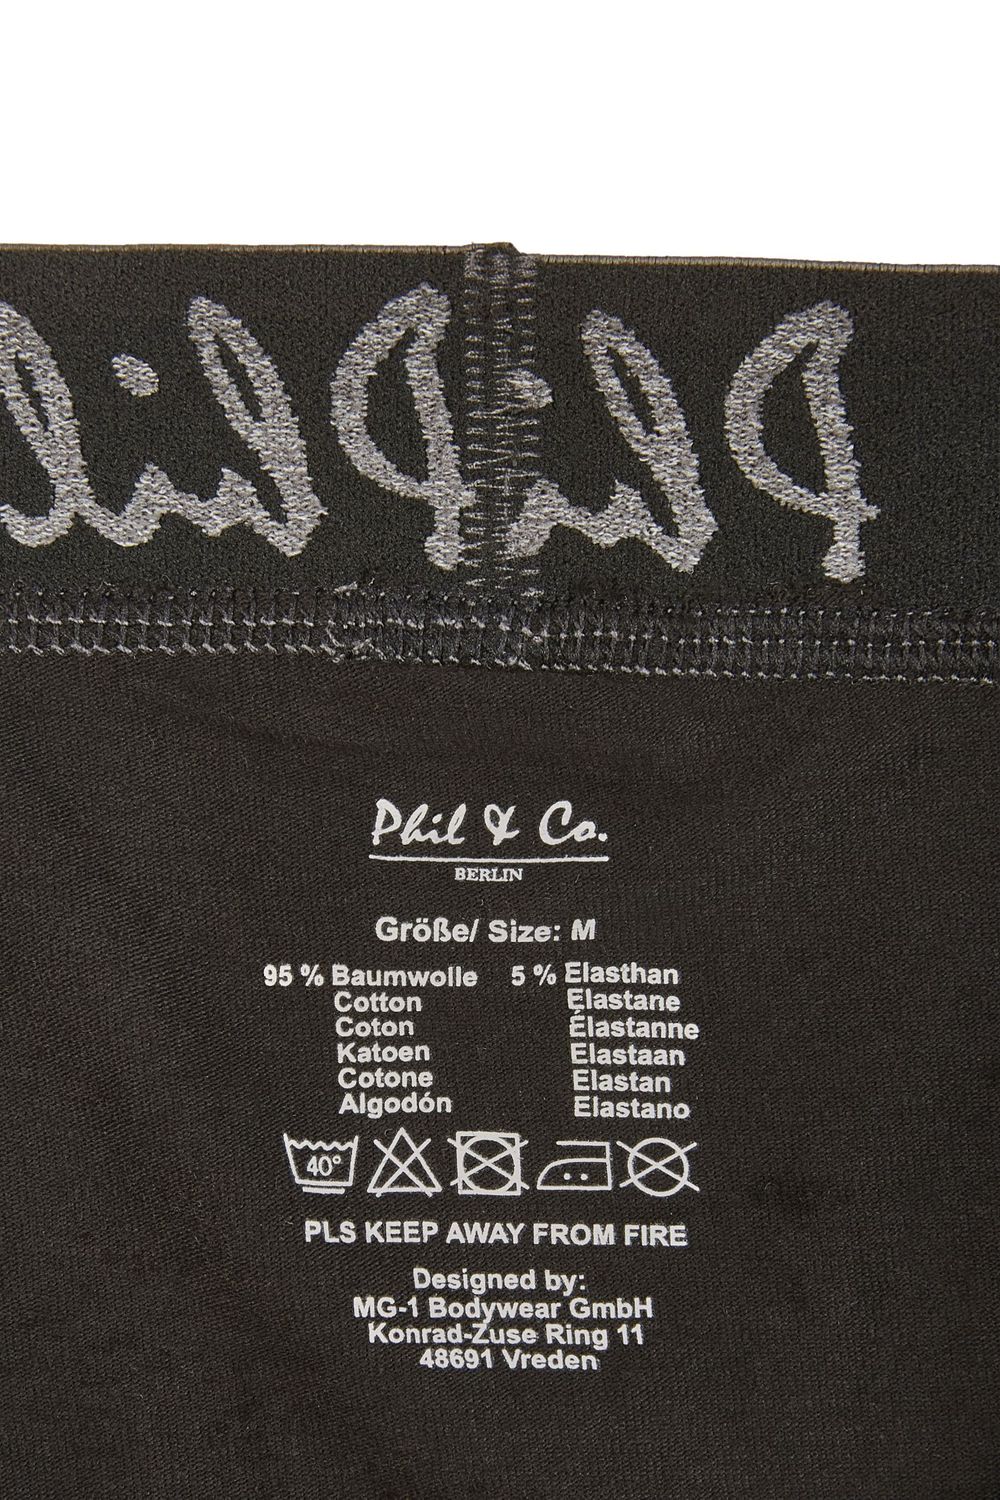 Phil & Co.
BERLIN
Größe/ Size: M
95 % Baumwolle 5 % Elasthan
Cotton Elastane
Coton Élastanne
Katoen Elastaan
Cotone Elastan
Algodón Elastano
40°
PLS KEEP AWAY FROM FIRE
Designed by:
MG-1 Bodywear GmbH
Konrad-Zuse Ring 11
48691 Vreden